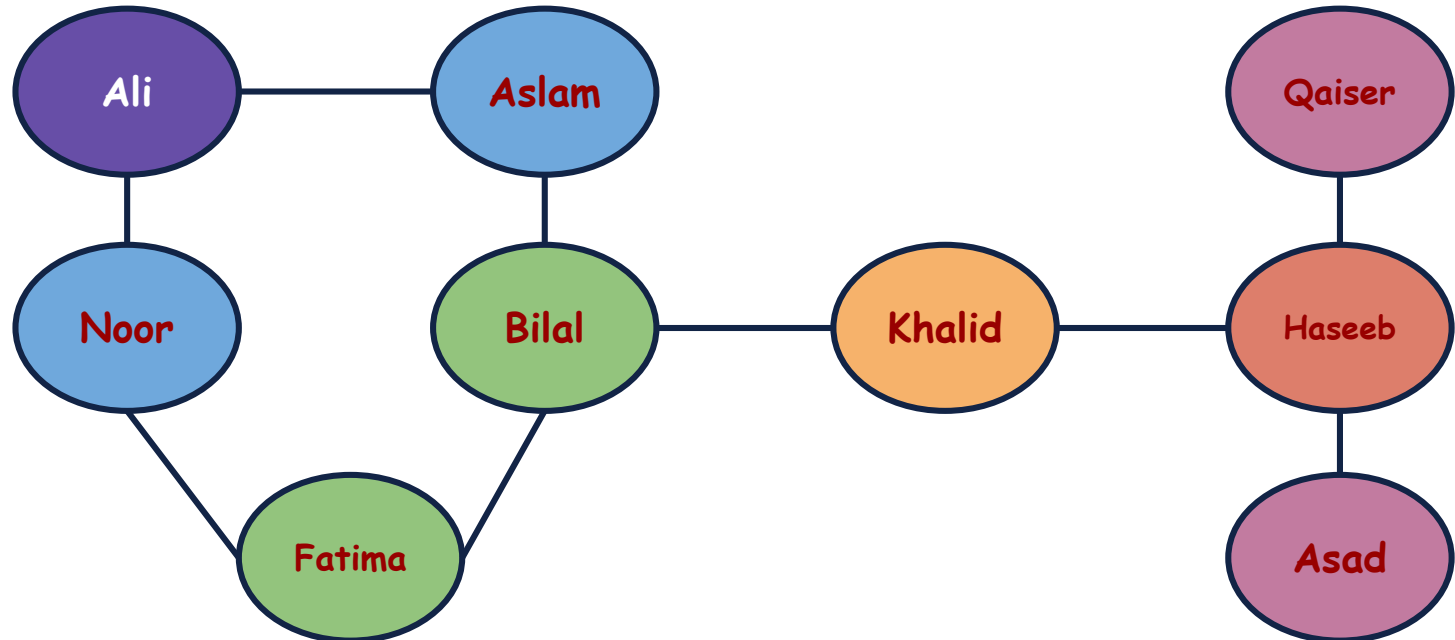 Ali
Aslam
Qaiser
Noor
Bilal
Khalid
Haseeb
Fatima
Asad